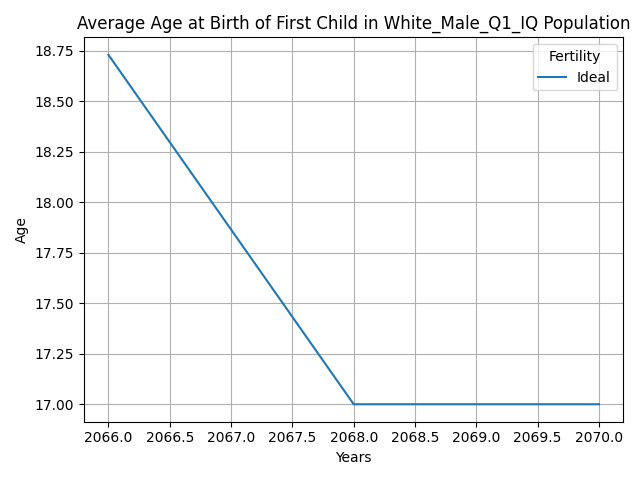 Average Age at Birth of First Child in White_Male_Q1_IQ Population
Fertility
Ideal
18.75
18.50
18.25
18.00
17.75
17.50
17.25
17.00
Age
2066.0 2066.5 2067.0 2067.5 2068.0 2068.5 2069.0 2069.5 2070.0
Years